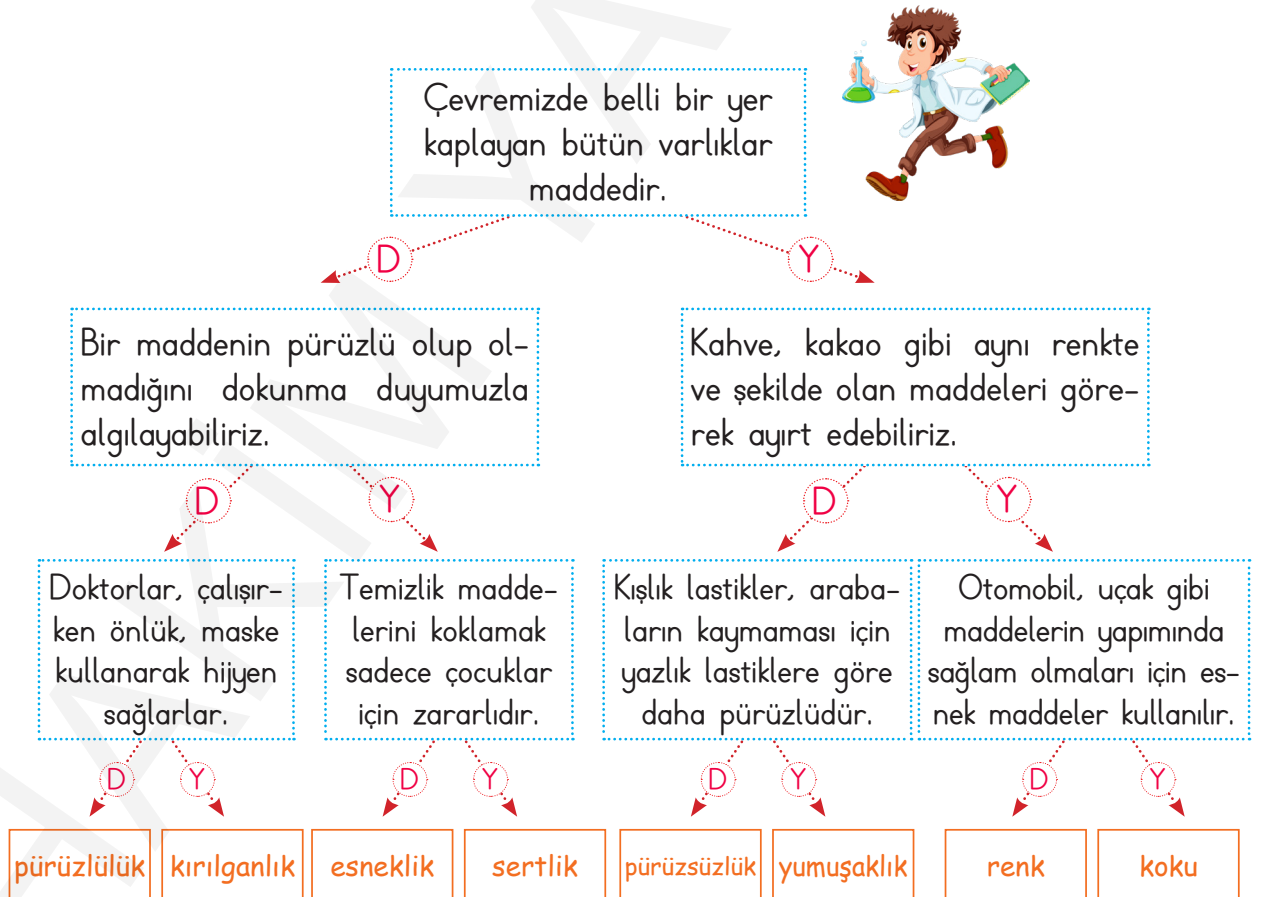 Çevremizde belli bir yer
kaplayan bütün varlıklar
maddedir.
D
Y
Bir maddenin pürüzlü olup ol-
madığını dokunma duyumuzla
algılayabiliriz.
Kahve, kakao gibi aynı renkte
ve şekilde olan maddeleri göre-
rek ayırt edebiliriz.
D
Y
D
Y
Doktorlar, çalışır-
ken önlük, maske
kullanarak hijyen
sağlarlar.
Temizlik madde-
lerini koklamak
sadece çocuklar
için zararlıdır.
Kışlık lastikler, araba-
ların kaymaması için
yazlık lastiklere göre
daha pürüzlüdür.
Otomobil, uçak gibi
maddelerin yapımında
sağlam olmaları için es-
nek maddeler kullanılır.
D
Y
D
Y
D
Y
D
Y
pürüzlülük
kırılganlık
esneklik
sertlik
pürüzsüzlük
yumuşaklık
renk
koku
HAKİM YA